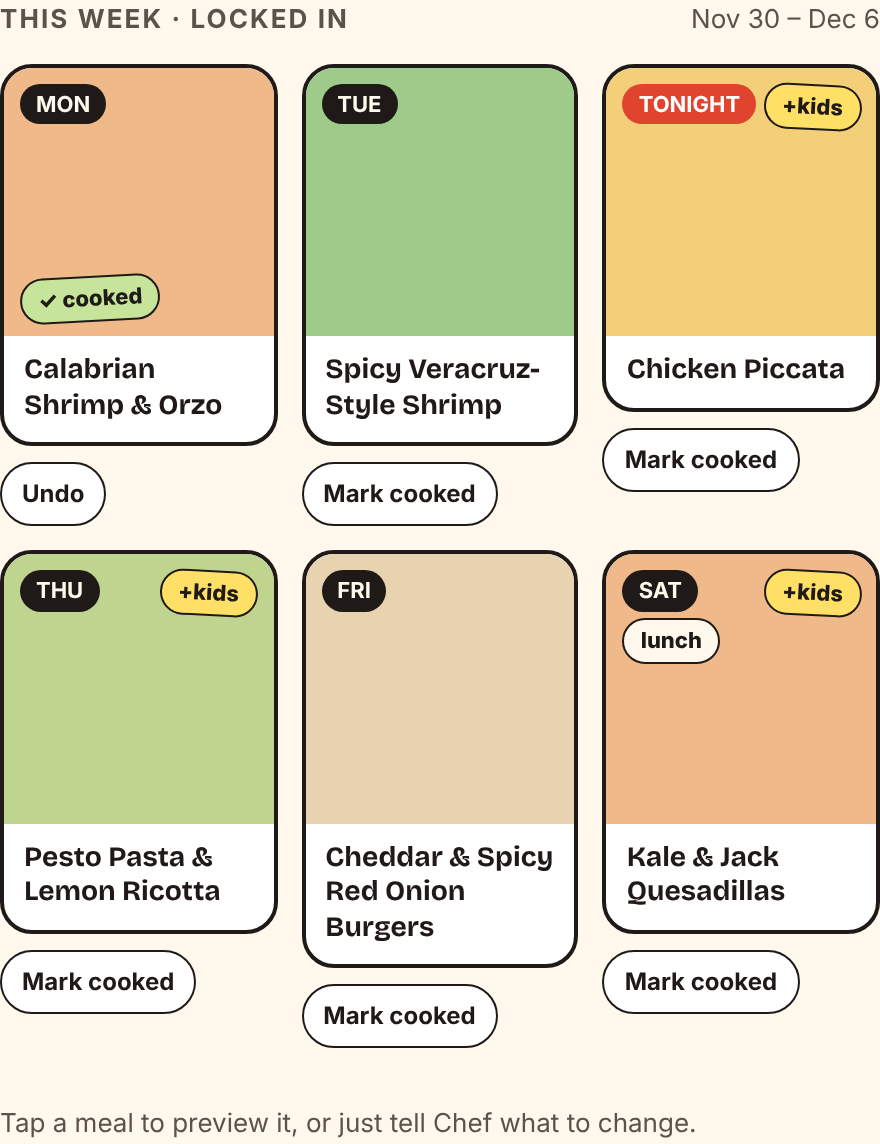 THIS WEEK · LOCKED IN
Nov 30 – Dec 6
MON
✓ cooked
Calabrian
Shrimp & Orzo
Undo
TUE
Spicy Veracruz-
Style Shrimp
Mark cooked
TONIGHT
+kids
Chicken Piccata
Mark cooked
THU
+kids
Pesto Pasta &
Lemon Ricotta
Mark cooked
FRI
Cheddar & Spicy
Red Onion
Burgers
Mark cooked
SAT
+kids
lunch
Kale & Jack
Quesadillas
Mark cooked
Tap a meal to preview it, or just tell Chef what to change.